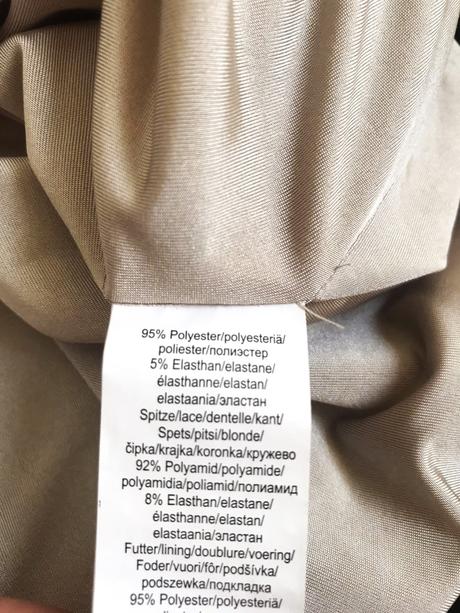 95% Polyester/polyesteriä/
poliester/полиэстер
5% Elasthan/elastane/
élasthanne/elastan/
elastaania/эластан
Spitze/lace/dentelle/kant/
Spets/pitsi/blonde/
čipka/krajka/koronka/кружево
92% Polyamid/polyamide/
polyamidia/poliamid/полиамид
8% Elasthan/elastane/
élasthanne/elastan/
elastaania/эластан
Futter/lining/doublure/voering/
Foder/vuori/fôr/podšívka/
podszewka/подкладка
95% Polyester/polyesteriä/